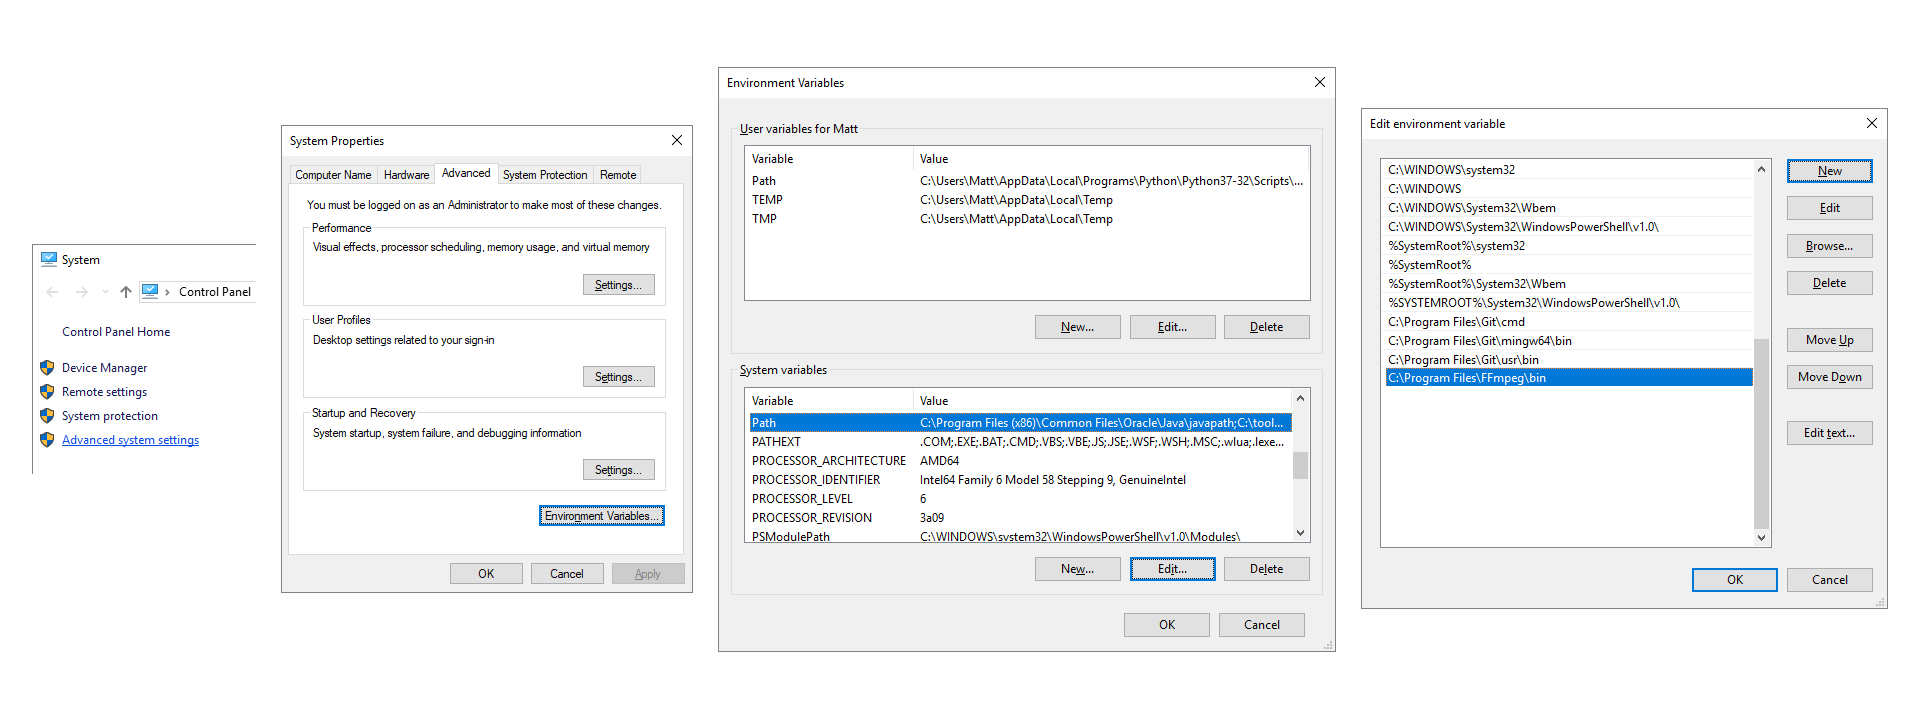 System
Control Panel
Control Panel Home
Device Manager
Remote settings
System protection
Advanced system settings
System Properties
Computer Name Hardware Advanced System Protection Remote
You must be logged on as an Administrator to make most of these changes.
Performance
Visual effects, processor scheduling, memory usage, and virtual memory
Settings...
User Profiles
Desktop settings related to your sign-in
Settings...
Startup and Recovery
System startup, system failure, and debugging information
Settings...
Environment Variables...
OK Cancel Apply
Environment Variables
User variables for Matt
Variable Value
Path C:\Users\Matt\AppData\Local\Programs\Python\Python37-32\Scripts\...
TEMP C:\Users\Matt\AppData\Local\Temp
TMP C:\Users\Matt\AppData\Local\Temp
New... Edit... Delete
System variables
Variable Value
Path C:\Program Files (x86)\Common Files\Oracle\Java\javapath;C:\tool...
PATHEXT .COM;.EXE;.BAT;.CMD;.VBS;.VBE;.JS;.JSE;.WSF;.WSH;.MSC;.wlua;.lexe...
PROCESSOR_ARCHITECTURE AMD64
PROCESSOR_IDENTIFIER Intel64 Family 6 Model 58 Stepping 9, GenuineIntel
PROCESSOR_LEVEL 6
PROCESSOR_REVISION 3a09
PSModulePath C:\WINDOWS\system32\WindowsPowerShell\v1.0\Modules\
New... Edit... Delete
OK Cancel
Edit environment variable
C:\WINDOWS\system32
C:\WINDOWS
C:\WINDOWS\System32\Wbem
C:\WINDOWS\System32\WindowsPowerShell\v1.0\
%SystemRoot%\system32
%SystemRoot%
%SystemRoot%\System32\Wbem
%SYSTEMROOT%\System32\WindowsPowerShell\v1.0\
C:\Program Files\Git\cmd
C:\Program Files\Git\mingw64\bin
C:\Program Files\Git\usr\bin
C:\Program Files\FFmpeg\bin
New
Edit
Browse...
Delete
Move Up
Move Down
Edit text...
OK Cancel